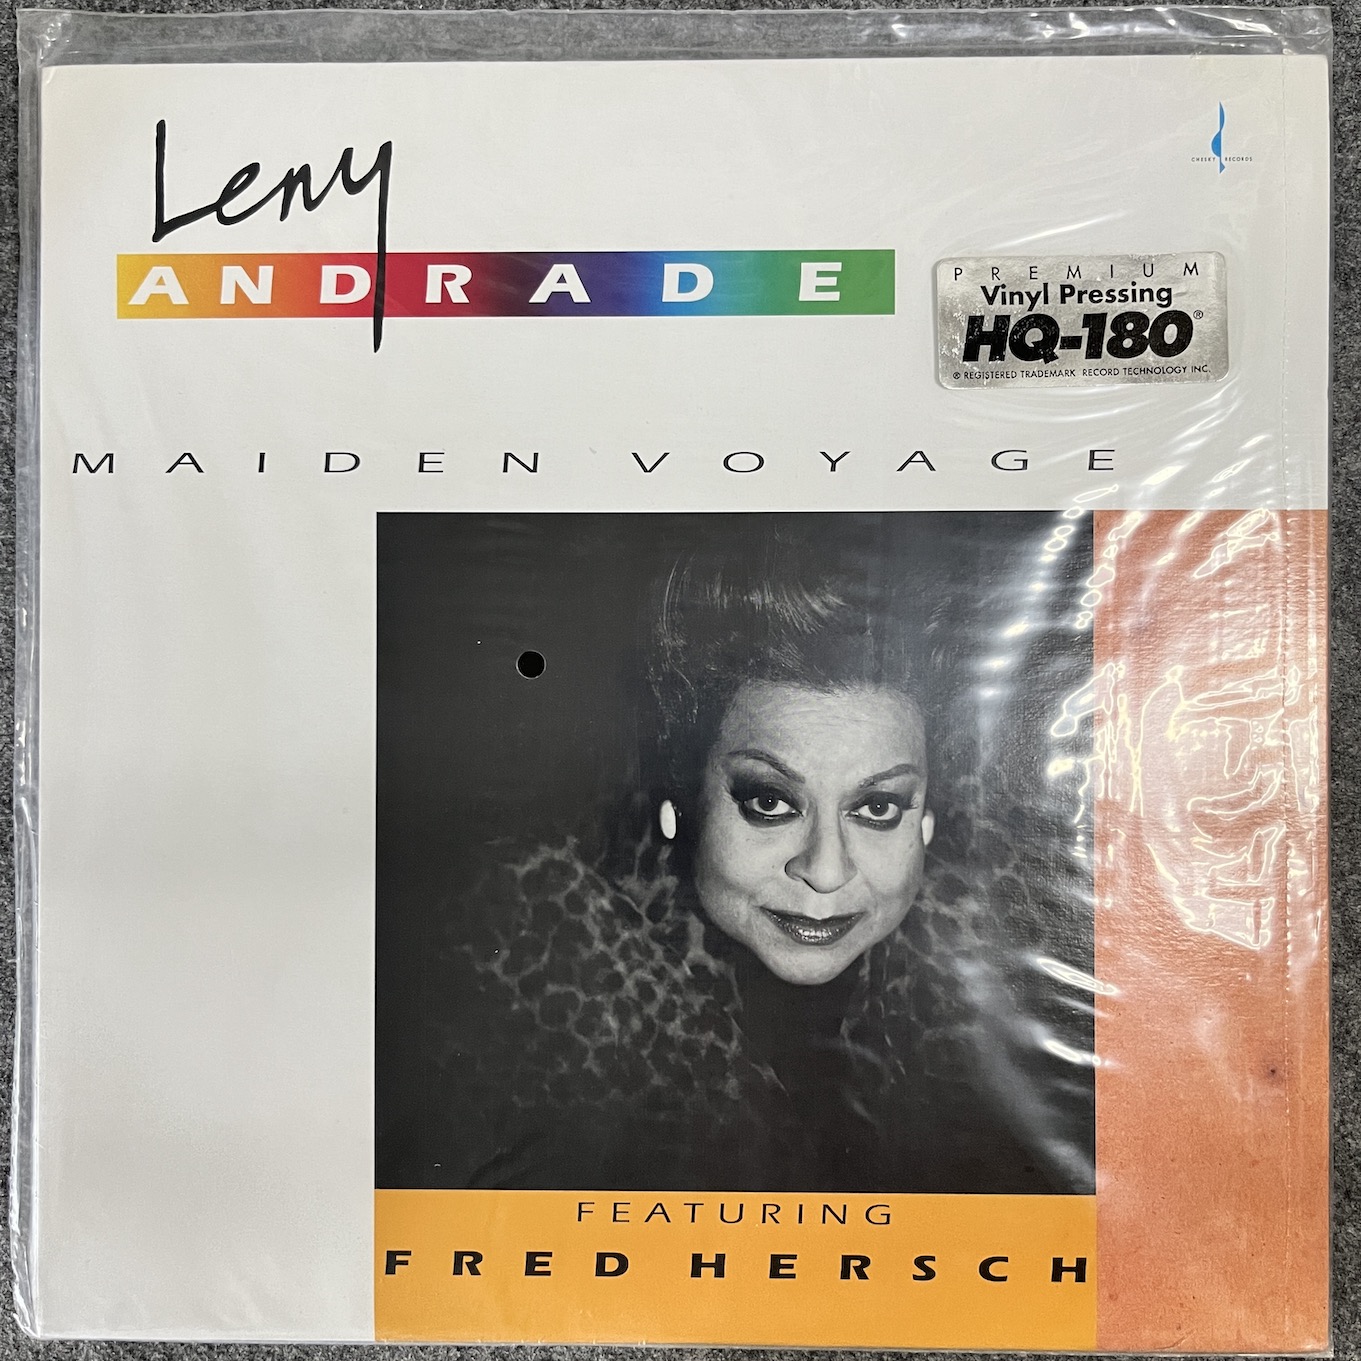 Leny
ANDRADE
CHESKY RECORDS
PREMIUM
Vinyl Pressing
HQ-180®
® REGISTERED TRADEMARK RECORD TECHNOLOGY INC.
MAIDEN VOYAGE
FEATURING
FRED HERSCH